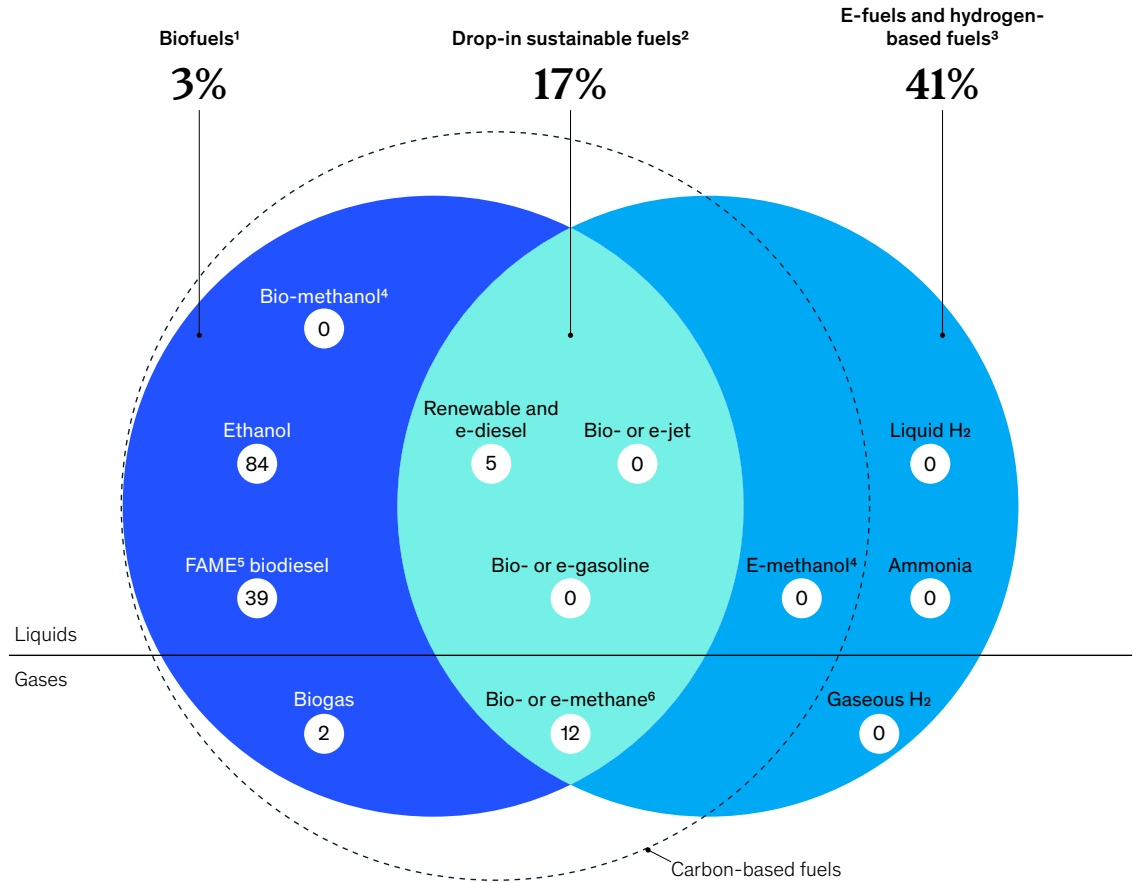 Biofuels¹
3%
Drop-in sustainable fuels²
17%
E-fuels and hydrogen-
based fuels³
41%
Bio-methanol⁴
0
Ethanol
84
Renewable and
e-diesel
5
Bio- or e-jet
0
Liquid H₂
0
FAME⁵ biodiesel
39
Bio- or e-gasoline
0
E-methanol⁴
0
Ammonia
0
Liquids
Gases
Biogas
2
Bio- or e-methane⁶
12
Gaseous H₂
0
Carbon-based fuels